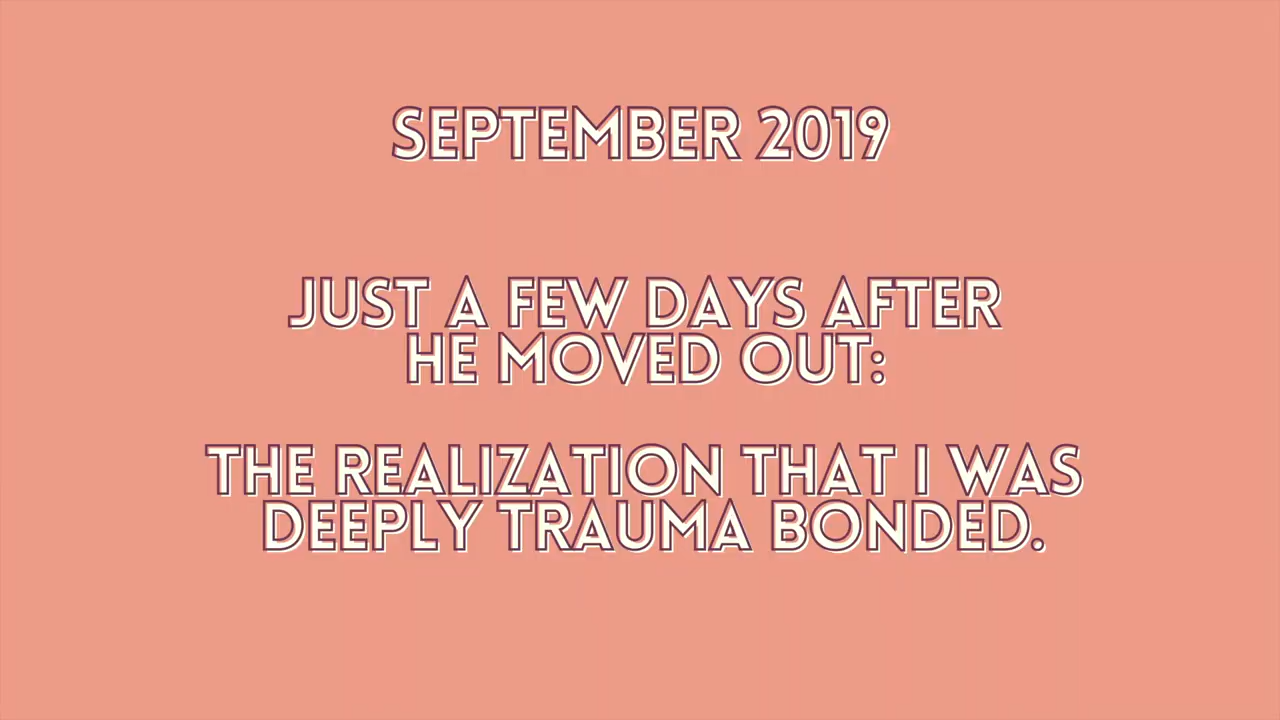 SEPTEMBER 2019
JUST A FEW DAYS AFTER
HE MOVED OUT:
THE REALIZATION THAT I WAS
DEEPLY TRAUMA BONDED.